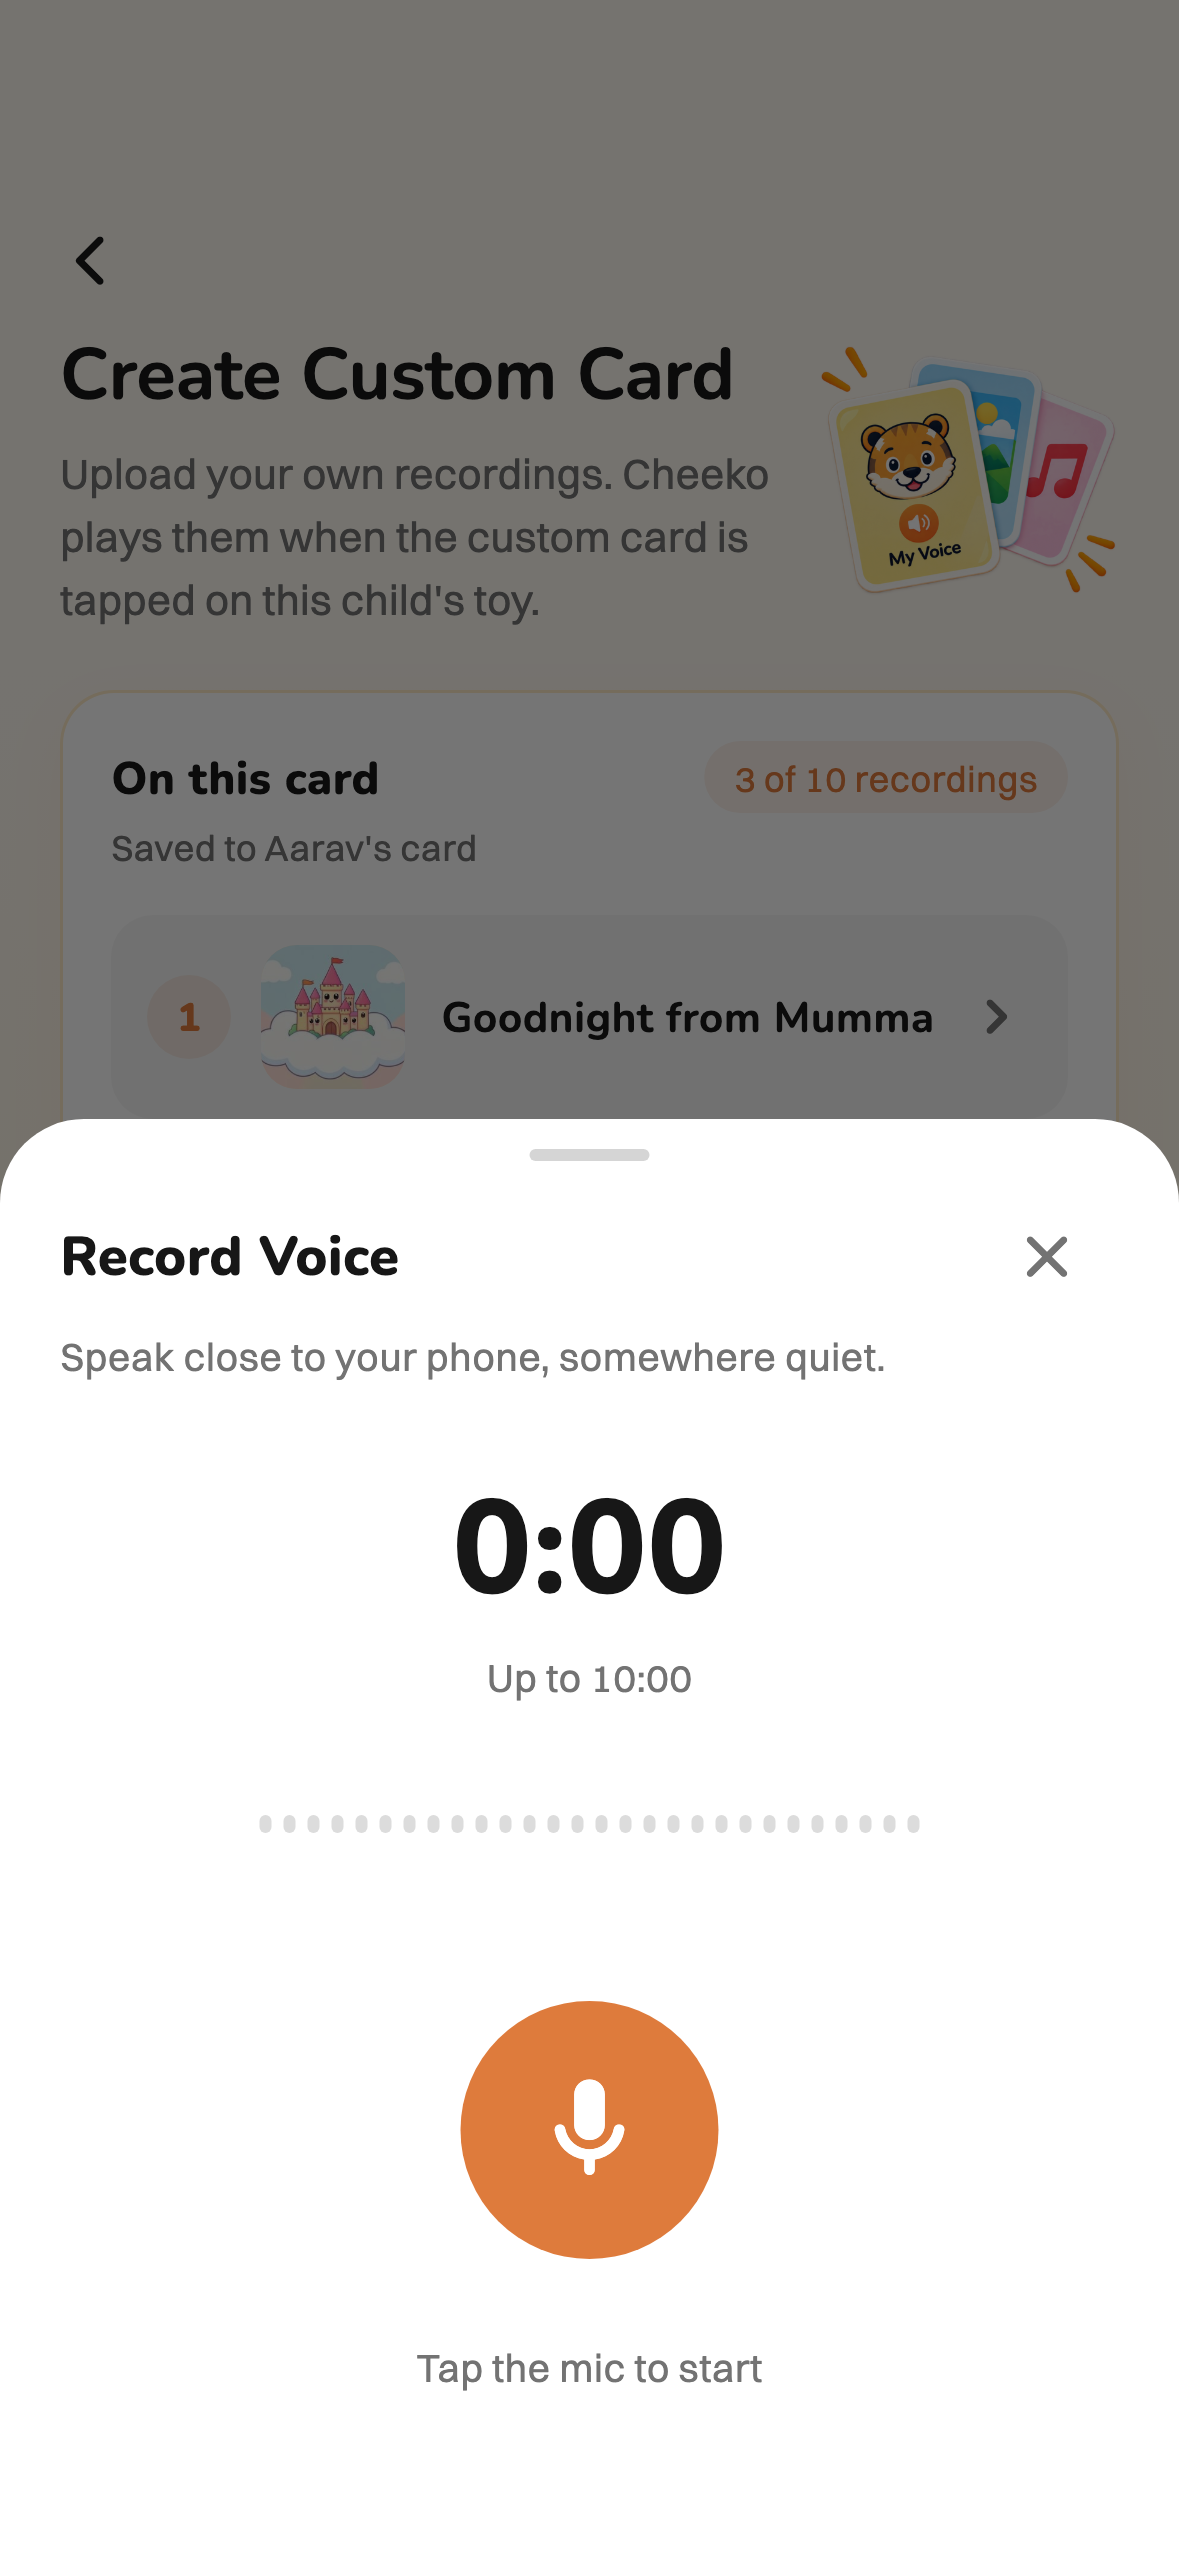 Create Custom Card
Upload your own recordings. Cheeko
plays them when the custom card is
tapped on this child's toy.
My Voice
On this card
3 of 10 recordings
Saved to Aarav's card
1
Goodnight from Mumma
Record Voice
Speak close to your phone, somewhere quiet.
0:00
Up to 10:00
Tap the mic to start